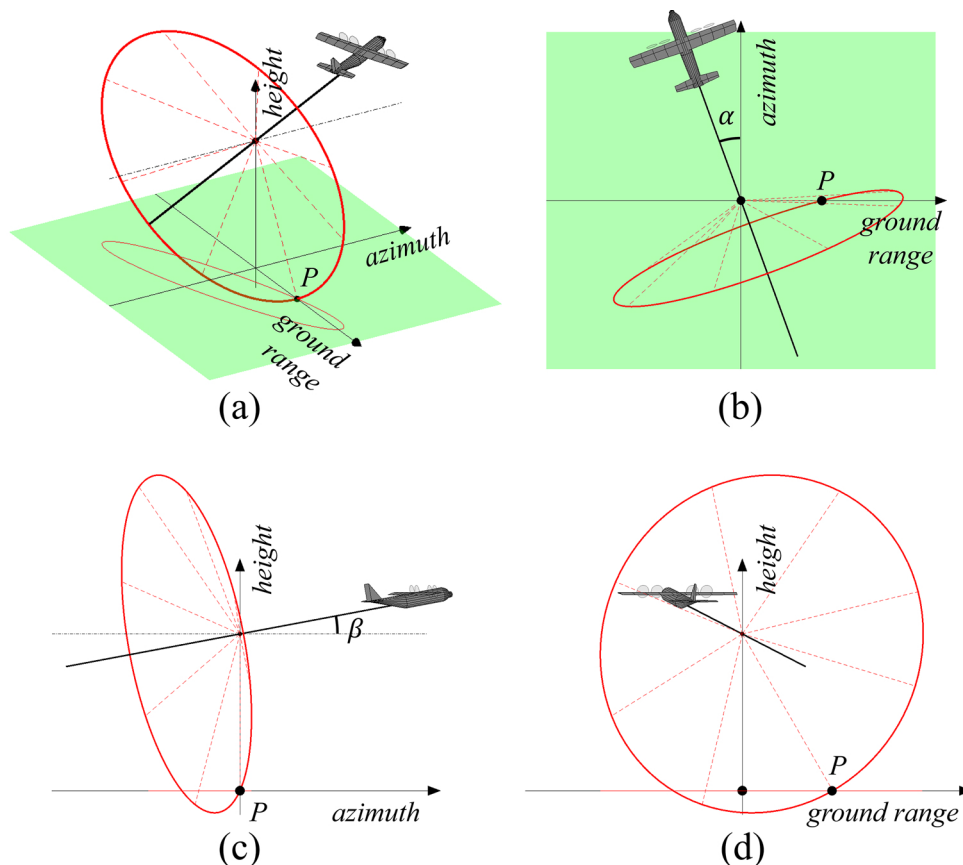 height
azimuth
P
ground
range
(a)
azimuth
α
P
ground
range
(b)
height
β
P
azimuth
(c)
height
P
ground range
(d)